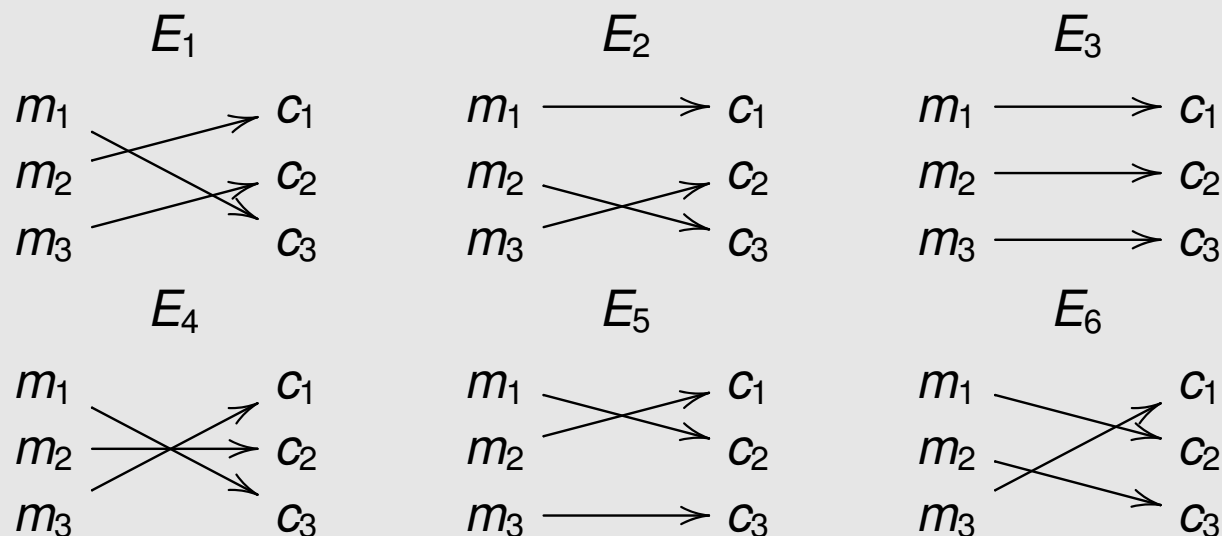 E₁ E₂ E₃
m₁ c₁ m₁ c₁ m₁ c₁
m₂ c₂ m₂ c₂ m₂ c₂
m₃ c₃ m₃ c₃ m₃ c₃
E₄ E₅ E₆
m₁ c₁ m₁ c₁ m₁ c₁
m₂ c₂ m₂ c₂ m₂ c₂
m₃ c₃ m₃ c₃ m₃ c₃